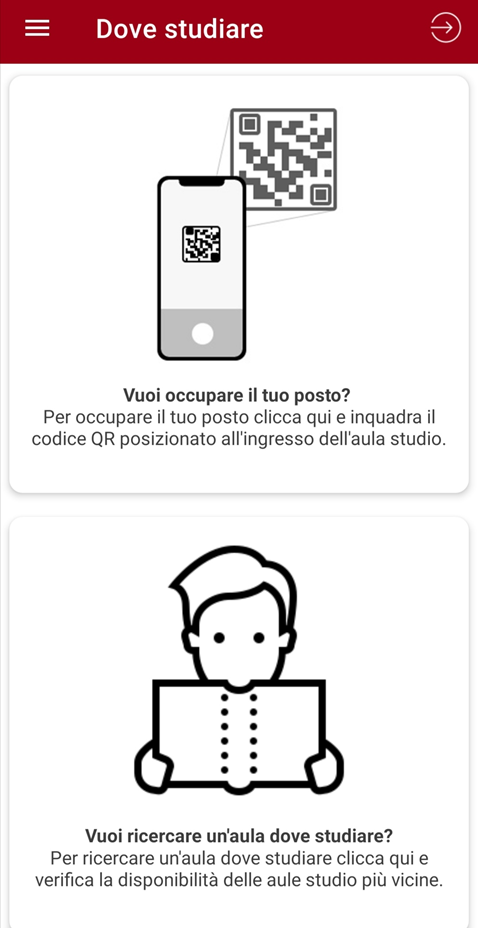 Dove studiare
Vuoi occupare il tuo posto?
Per occupare il tuo posto clicca qui e inquadra il
codice QR posizionato all'ingresso dell'aula studio.
Vuoi ricercare un'aula dove studiare?
Per ricercare un'aula dove studiare clicca qui e
verifica la disponibilità delle aule studio più vicine.